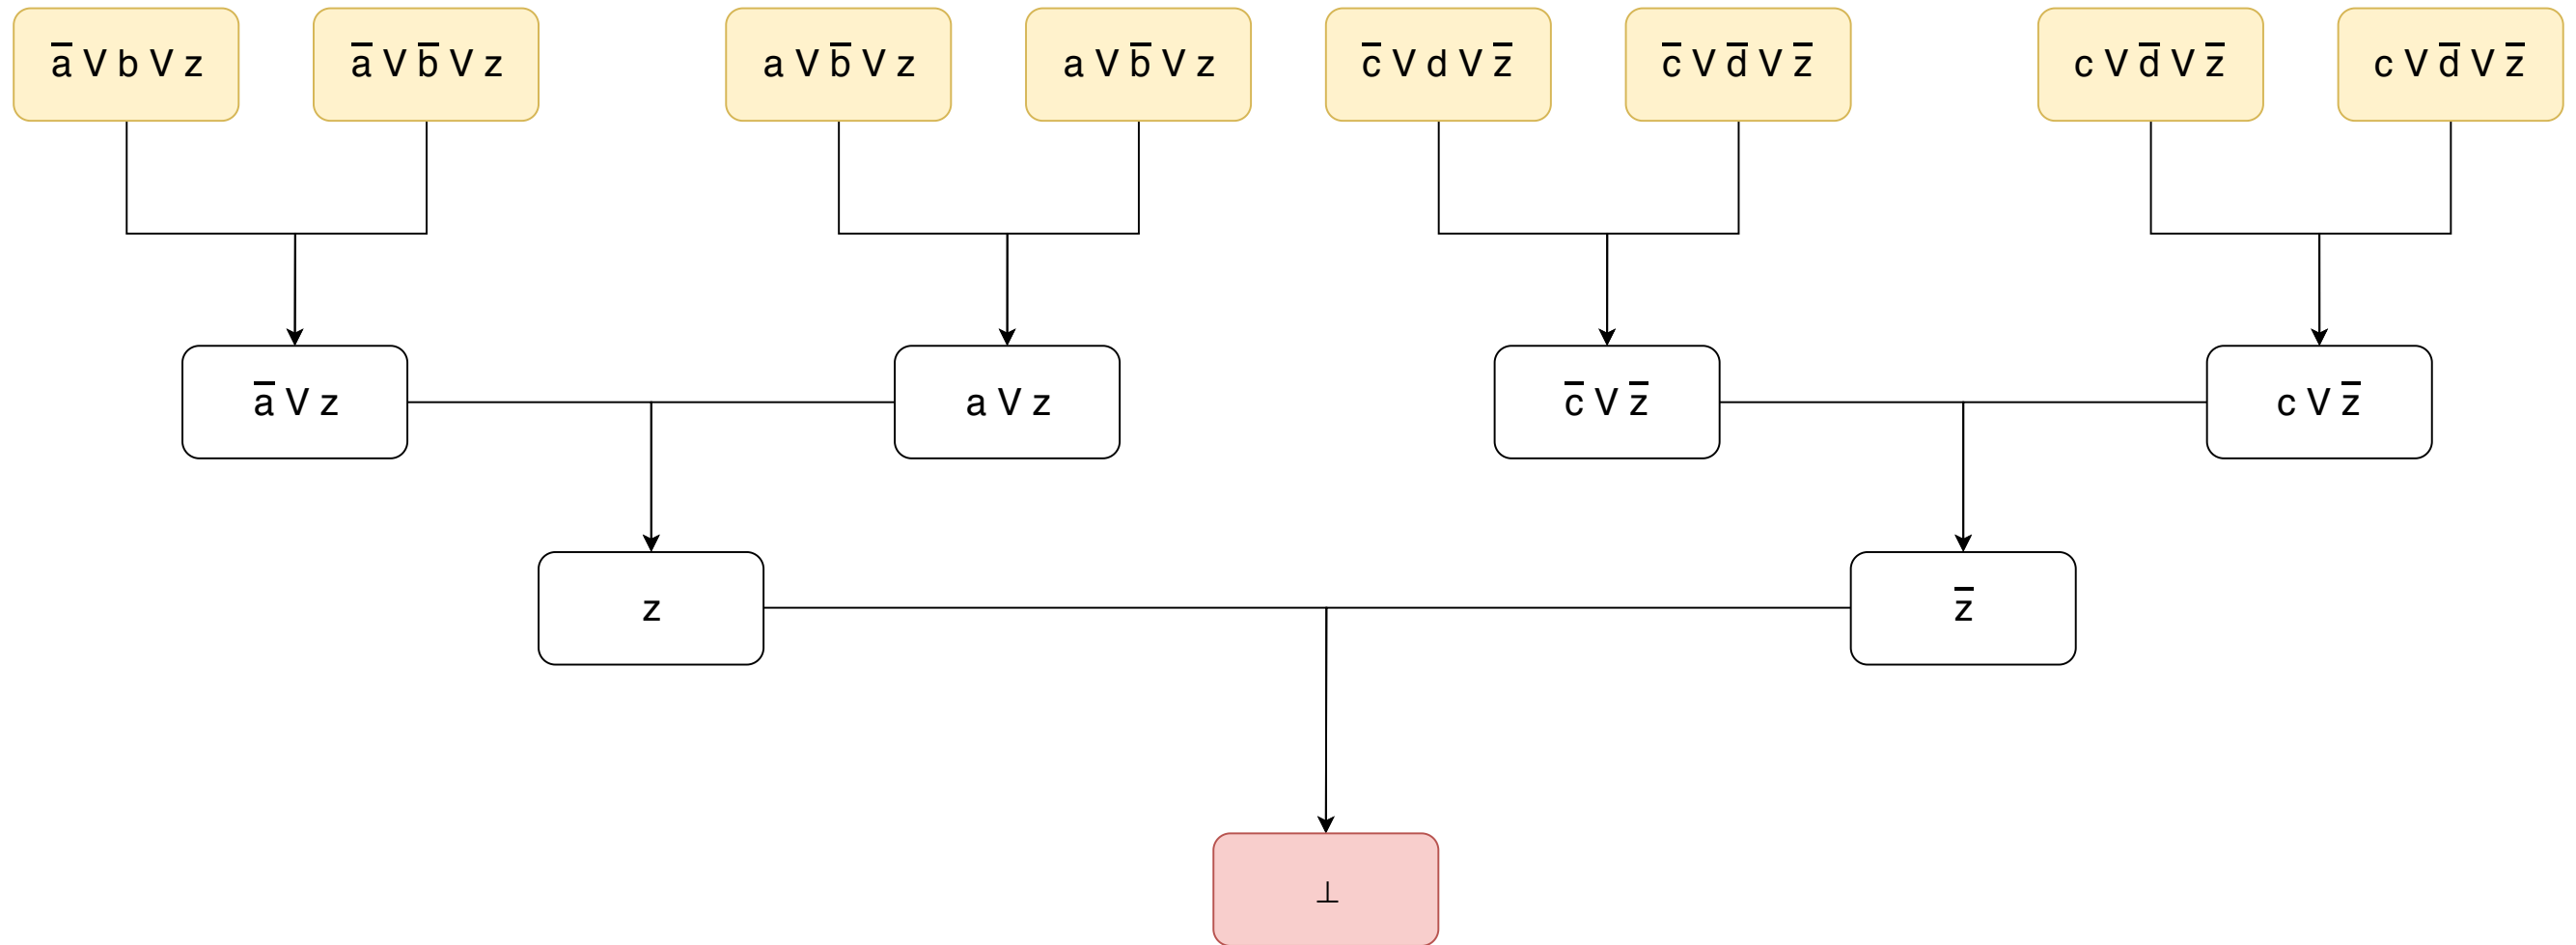 a̅ V b V z
a̅ V b̅ V z
a V b̅ V z
a V b̅ V z
c̅ V d V z̅
c̅ V d̅ V z̅
c V d̅ V z̅
c V d̅ V z̅
a̅ V z
a V z
c̅ V z̅
c V z̅
z
z̅
⊥